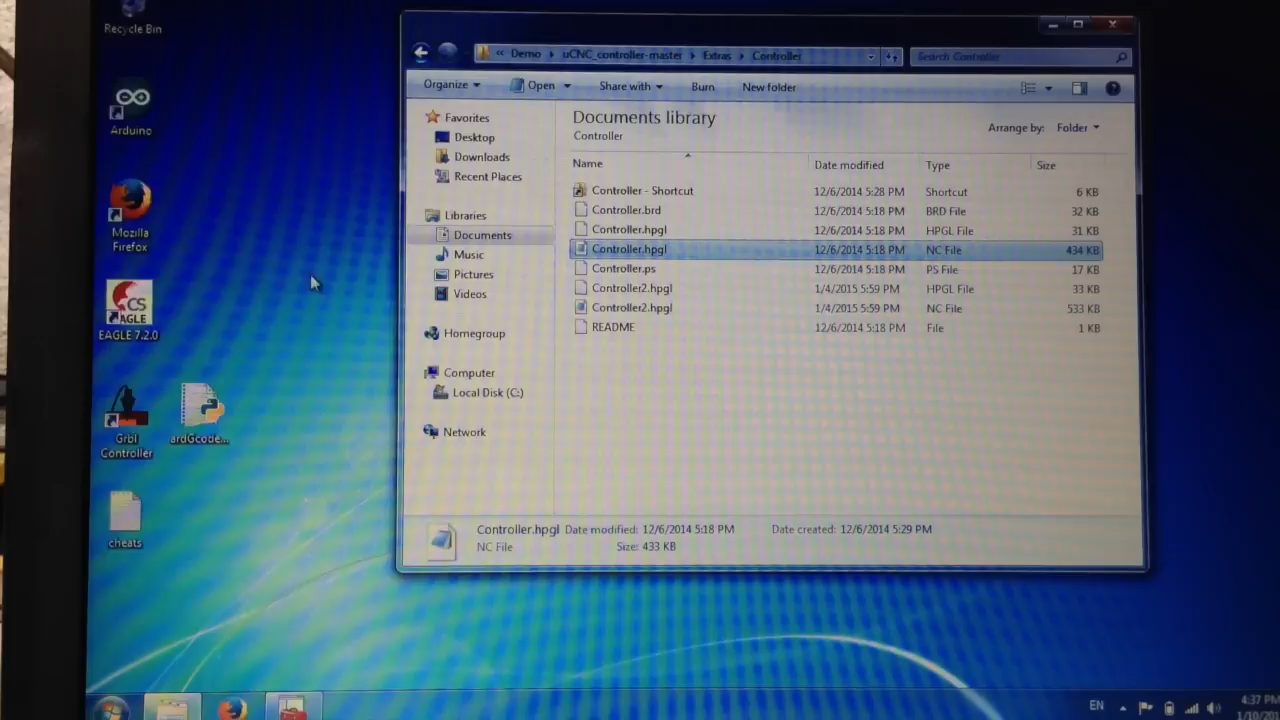 Recycle Bin
Arduino
Mozilla
Firefox
CS
EAGLE
EAGLE 7.2.0
Grbl
Controller
ardGcode...
cheats
« Demo uCNC_controller-master Extras Controller
Search Controller
Organize Open Share with Burn New folder
Favorites
Desktop
Downloads
Recent Places
Libraries
Documents
Music
Pictures
Videos
Homegroup
Computer
Local Disk (C:)
Network
Documents library
Controller
Arrange by: Folder
Name Date modified Type Size
Controller - Shortcut 12/6/2014 5:28 PM Shortcut 6 KB
Controller.brd 12/6/2014 5:18 PM BRD File 32 KB
Controller.hpgl 12/6/2014 5:18 PM HPGL File 31 KB
Controller.hpgl 12/6/2014 5:18 PM NC File 434 KB
Controller.ps 12/6/2014 5:18 PM PS File 17 KB
Controller2.hpgl 1/4/2015 5:59 PM HPGL File 33 KB
Controller2.hpgl 1/4/2015 5:59 PM NC File 533 KB
README 12/6/2014 5:18 PM File 1 KB
Controller.hpgl Date modified: 12/6/2014 5:18 PM Date created: 12/6/2014 5:29 PM
NC File Size: 433 KB
EN
4:37 PM